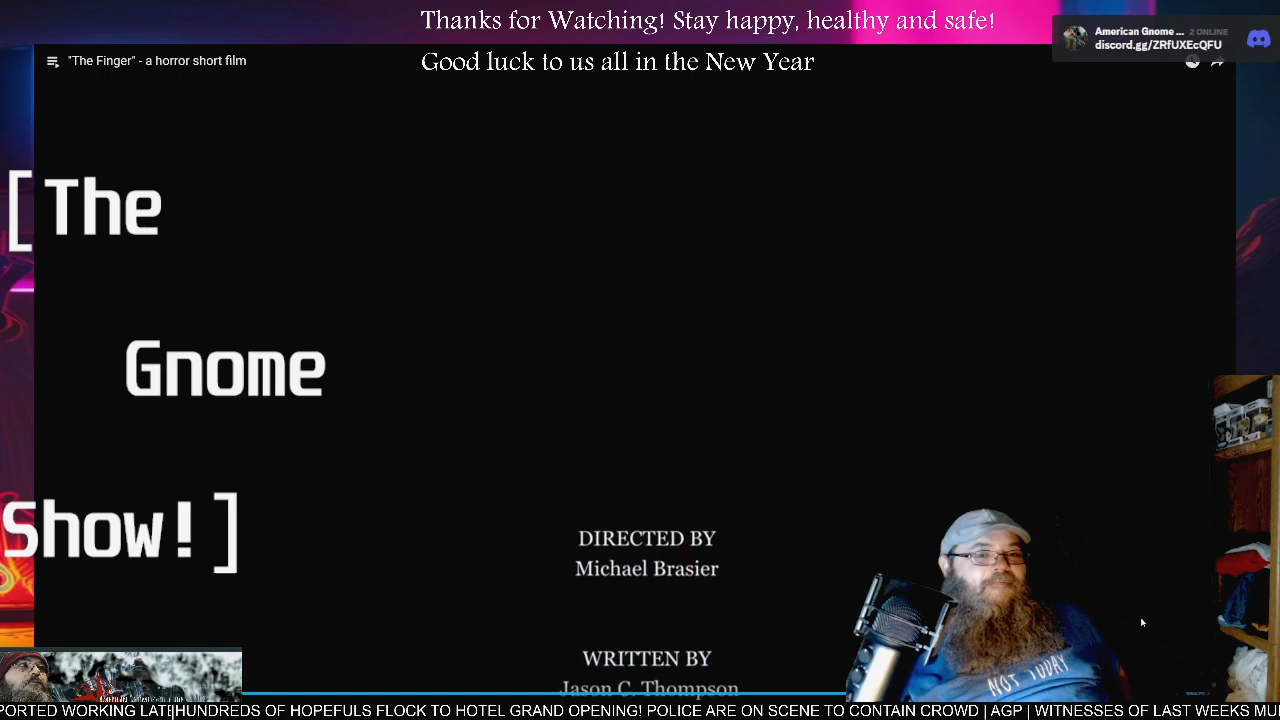 Thanks for Watching! Stay happy, healthy and safe!
Good luck to us all in the New Year
American Gnome ... 2 ONLINE
discord.gg/ZRfUXEcQFU
"The Finger" - a horror short film
[The
Gnome
Show!]
DIRECTED BY
Michael Brasier
WRITTEN BY
Jason C. Thompson
NOT TODAY
PORTED WORKING LAT|HUNDREDS OF HOPEFULS FLOCK TO HOTEL GRAND OPENING! POLICE ARE ON SCENE TO CONTAIN CROWD | AGP | WITNESSES OF LAST WEEKS MU